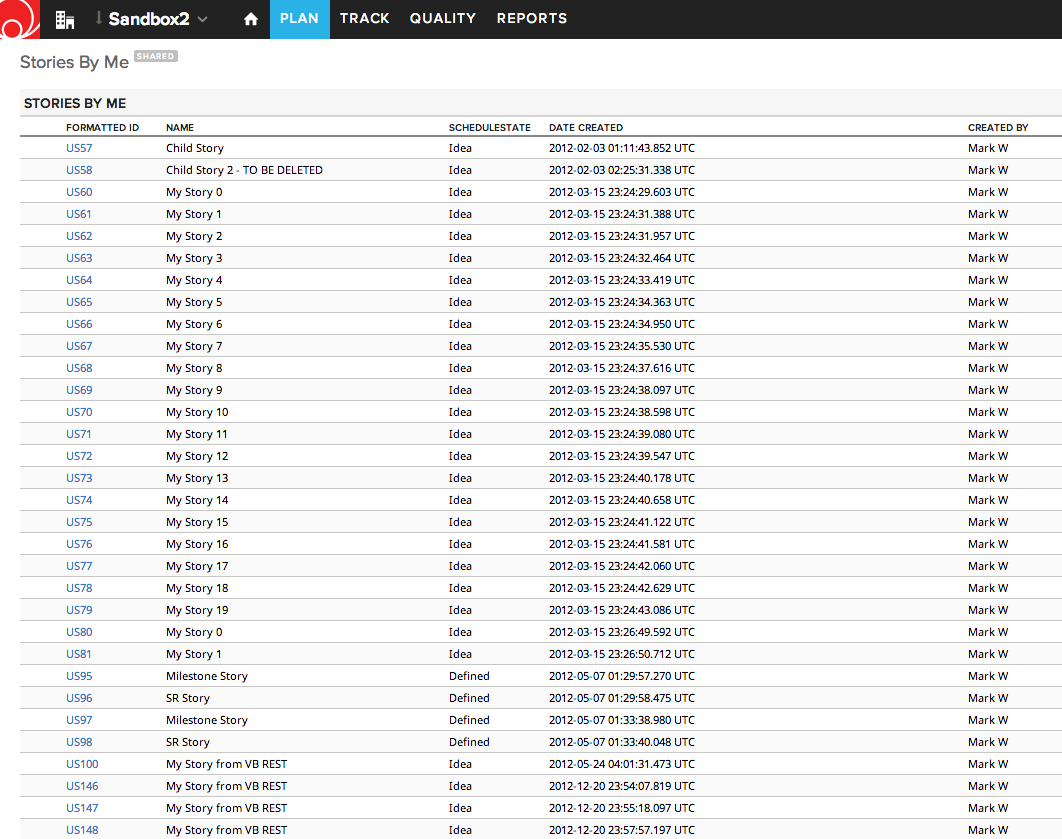 Sandbox2 PLAN TRACK QUALITY REPORTS
Stories By Me SHARED
STORIES BY ME
FORMATTED ID NAME SCHEDULESTATE DATE CREATED CREATED BY
US57 Child Story Idea 2012-02-03 01:11:43.852 UTC Mark W
US58 Child Story 2 - TO BE DELETED Idea 2012-02-03 02:25:31.338 UTC Mark W
US60 My Story 0 Idea 2012-03-15 23:24:29.603 UTC Mark W
US61 My Story 1 Idea 2012-03-15 23:24:31.388 UTC Mark W
US62 My Story 2 Idea 2012-03-15 23:24:31.957 UTC Mark W
US63 My Story 3 Idea 2012-03-15 23:24:32.464 UTC Mark W
US64 My Story 4 Idea 2012-03-15 23:24:33.419 UTC Mark W
US65 My Story 5 Idea 2012-03-15 23:24:34.363 UTC Mark W
US66 My Story 6 Idea 2012-03-15 23:24:34.950 UTC Mark W
US67 My Story 7 Idea 2012-03-15 23:24:35.530 UTC Mark W
US68 My Story 8 Idea 2012-03-15 23:24:37.616 UTC Mark W
US69 My Story 9 Idea 2012-03-15 23:24:38.097 UTC Mark W
US70 My Story 10 Idea 2012-03-15 23:24:38.598 UTC Mark W
US71 My Story 11 Idea 2012-03-15 23:24:39.080 UTC Mark W
US72 My Story 12 Idea 2012-03-15 23:24:39.547 UTC Mark W
US73 My Story 13 Idea 2012-03-15 23:24:40.178 UTC Mark W
US74 My Story 14 Idea 2012-03-15 23:24:40.658 UTC Mark W
US75 My Story 15 Idea 2012-03-15 23:24:41.122 UTC Mark W
US76 My Story 16 Idea 2012-03-15 23:24:41.581 UTC Mark W
US77 My Story 17 Idea 2012-03-15 23:24:42.060 UTC Mark W
US78 My Story 18 Idea 2012-03-15 23:24:42.629 UTC Mark W
US79 My Story 19 Idea 2012-03-15 23:24:43.086 UTC Mark W
US80 My Story 0 Idea 2012-03-15 23:26:49.592 UTC Mark W
US81 My Story 1 Idea 2012-03-15 23:26:50.712 UTC Mark W
US95 Milestone Story Defined 2012-05-07 01:29:57.270 UTC Mark W
US96 SR Story Defined 2012-05-07 01:29:58.475 UTC Mark W
US97 Milestone Story Defined 2012-05-07 01:33:38.980 UTC Mark W
US98 SR Story Defined 2012-05-07 01:33:40.048 UTC Mark W
US100 My Story from VB REST Idea 2012-05-24 04:01:31.473 UTC Mark W
US146 My Story from VB REST Idea 2012-12-20 23:54:07.819 UTC Mark W
US147 My Story from VB REST Idea 2012-12-20 23:55:18.097 UTC Mark W
US148 My Story from VB REST Idea 2012-12-20 23:57:57.197 UTC Mark W